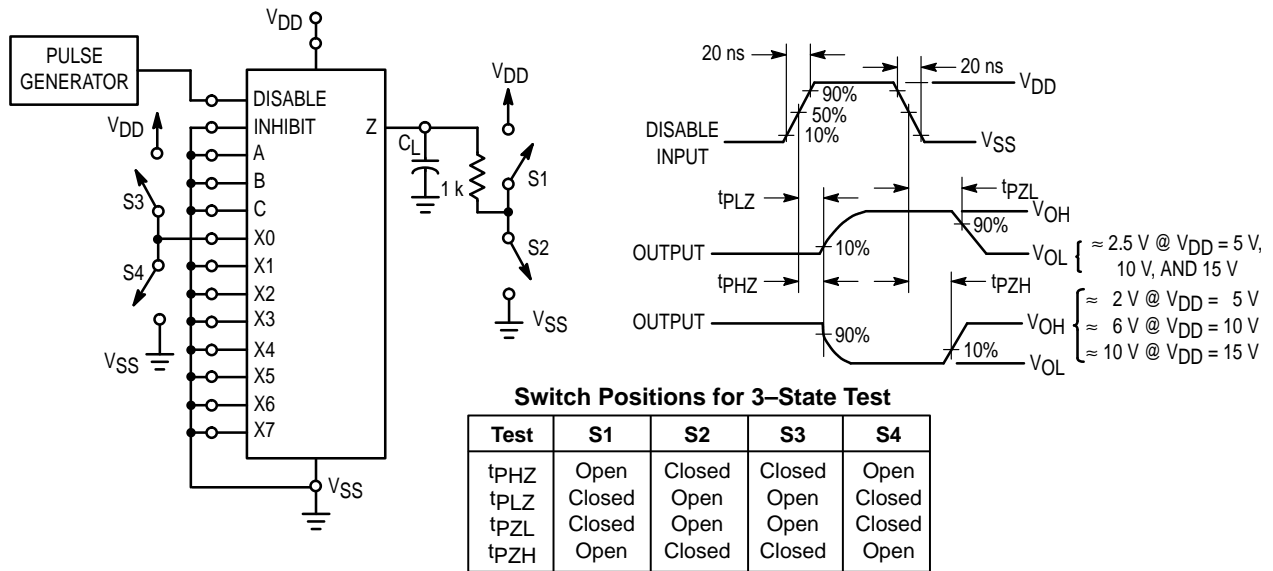 PULSE
GENERATOR
VDD
DISABLE
INHIBIT
A
B
C
X0
X1
X2
X3
X4
X5
X6
X7
Z
VDD
S3
S4
VSS
VSS
CL
1 k
VDD
S1
S2
VSS
20 ns
20 ns
VDD
90%
50%
10%
DISABLE
INPUT
VSS
tPLZ
tPZL
VOH
90%
10%
OUTPUT
VOL
≈ 2.5 V @ VDD = 5 V,
10 V, AND 15 V
tPHZ
tPZH
OUTPUT
VOH
≈ 2 V @ VDD = 5 V
≈ 6 V @ VDD = 10 V
≈ 10 V @ VDD = 15 V
90%
10%
VOL
Switch Positions for 3–State Test
Test S1 S2 S3 S4
tPHZ Open Closed Closed Open
tPLZ Closed Open Open Closed
tPZL Closed Open Open Closed
tPZH Open Closed Closed Open